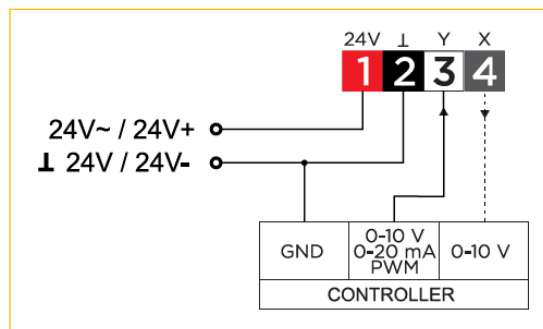 24V ⊥ Y X
1 2 3 4
24V~ / 24V+
⊥ 24V / 24V-
GND
0-10 V
0-20 mA
PWM
0-10 V
CONTROLLER